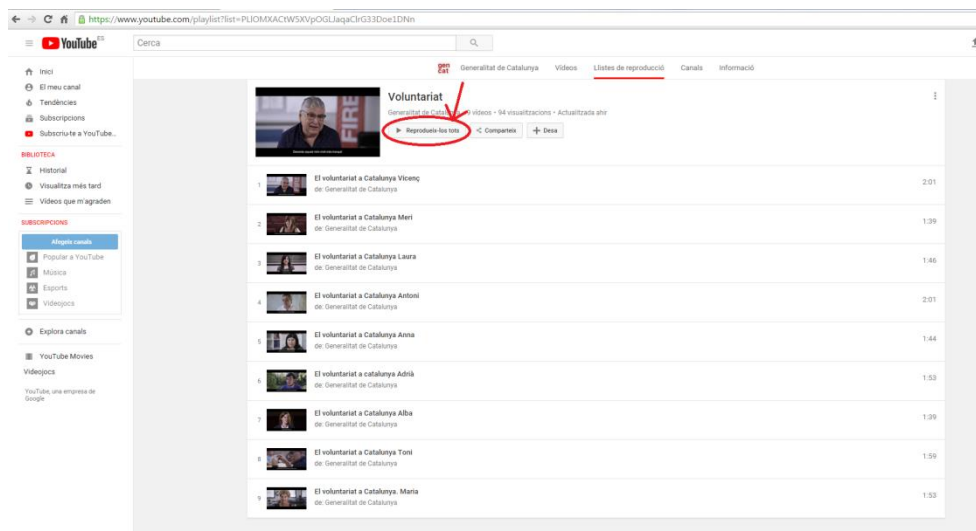 https://www.youtube.com/playlist?list=PLIOMXACtW5XVpOGLJaqaClrG33Doe1DNn
YouTube ES
Cerca
Inici
El meu canal
Tendències
Subscripcions
Subscriu-te a YouTube...
BIBLIOTECA
Historial
Visualitza més tard
Vídeos que m'agraden
SUBSCRIPCIONS
Afegeix canals
Popular a YouTube
Música
Esports
Videojocs
Explora canals
YouTube Movies
Videojocs
YouTube, una empresa de
Google
gen
cat
Generalitat de Catalunya Vídeos Llistes de reproducció Canals Informació
FIRE
Voluntariat
Generalitat de Catalunya 9 vídeos • 94 visualitzacions • Actualitzada ahir
Reprodueix-los tots Comparteix Desa
1 El voluntariat a Catalunya Vicenç 2:01
de: Generalitat de Catalunya
2 El voluntariat a Catalunya Meri 1:39
de: Generalitat de Catalunya
3 El voluntariat a Catalunya Laura 1:46
de: Generalitat de Catalunya
4 El voluntariat a Catalunya Antoni 2:01
de: Generalitat de Catalunya
5 El voluntariat a Catalunya Anna 1:44
de: Generalitat de Catalunya
6 El voluntariat a catalunya Adrià 1:53
de: Generalitat de Catalunya
7 El voluntariat a Catalunya Alba 1:39
de: Generalitat de Catalunya
8 El voluntariat a Catalunya Toni 1:59
de: Generalitat de Catalunya
9 El voluntariat a Catalunya. Maria 1:53
de: Generalitat de Catalunya